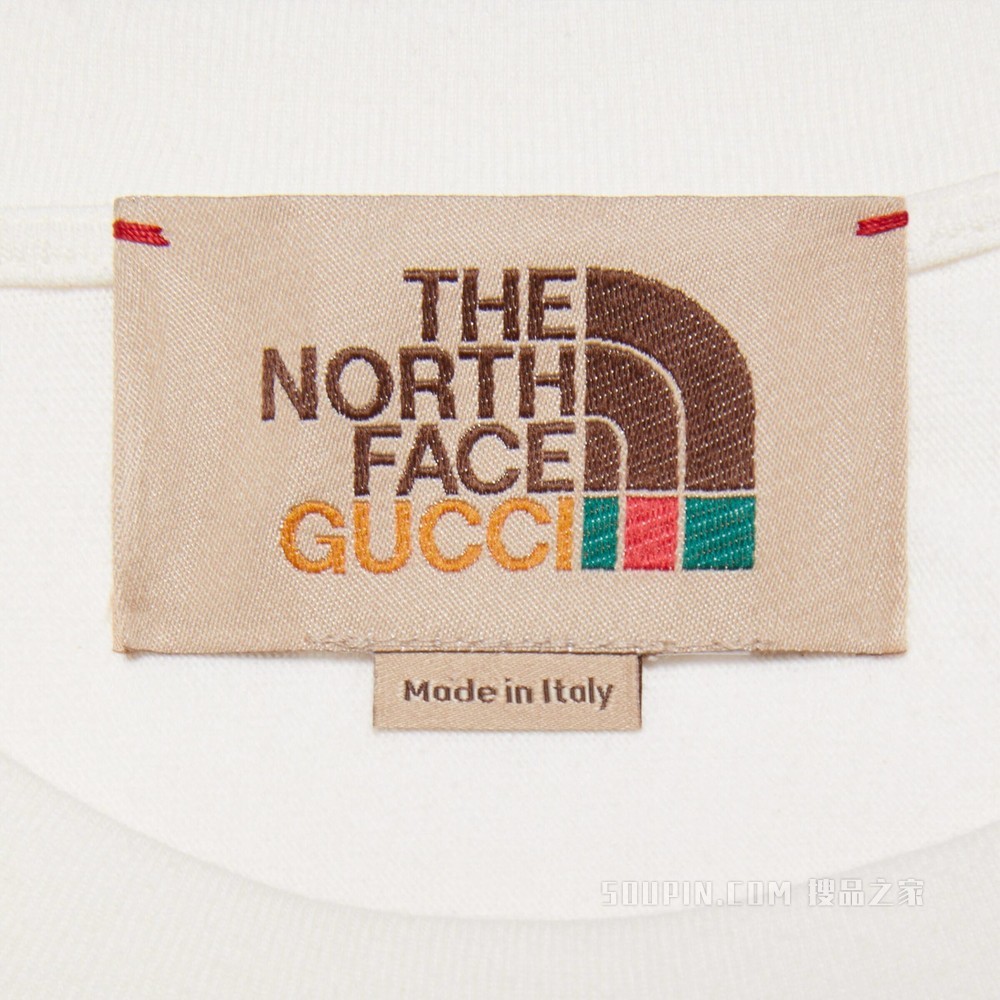 THE
NORTH
FACE
GUCCI
Made in Italy
SOUPIN.COM 搜品之家